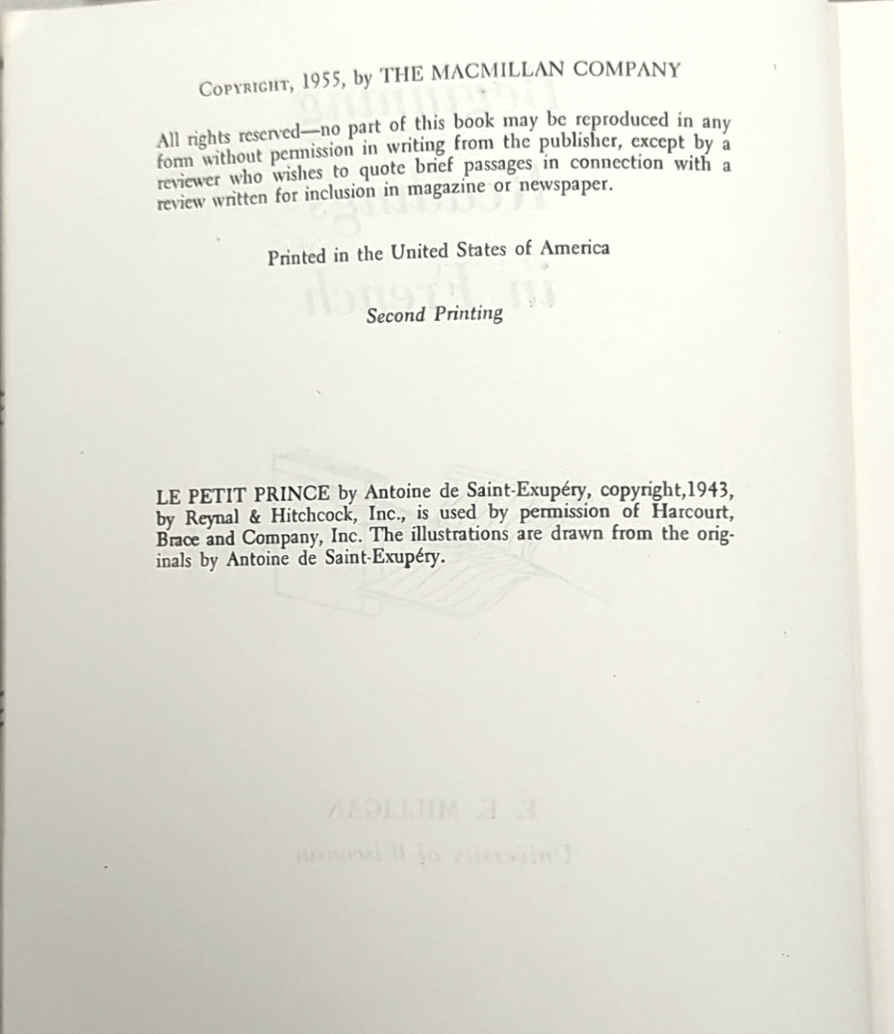 COPYRIGHT, 1955, by THE MACMILLAN COMPANY
All rights reserved—no part of this book may be reproduced in any
form without permission in writing from the publisher, except by a
reviewer who wishes to quote brief passages in connection with a
review written for inclusion in magazine or newspaper.
Printed in the United States of America
Second Printing
LE PETIT PRINCE by Antoine de Saint-Exupéry, copyright,1943,
by Reynal & Hitchcock, Inc., is used by permission of Harcourt,
Brace and Company, Inc. The illustrations are drawn from the orig-
inals by Antoine de Saint-Exupéry.